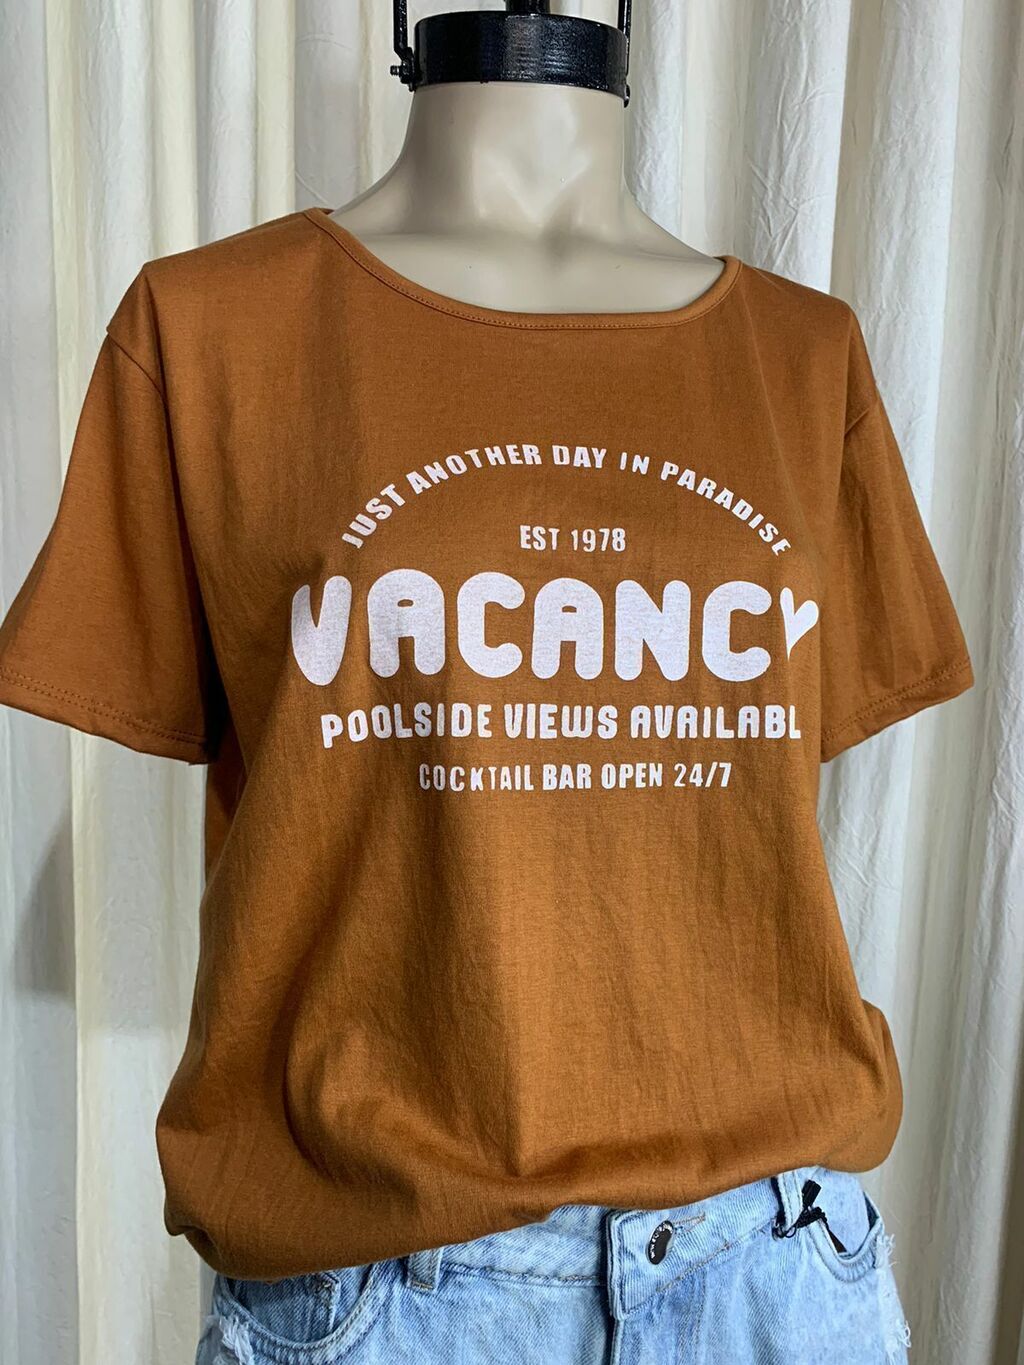 JUST ANOTHER DAY IN PARADISE
EST 1978
VACANCY
POOLSIDE VIEWS AVAILABL
COCKTAIL BAR OPEN 24/7